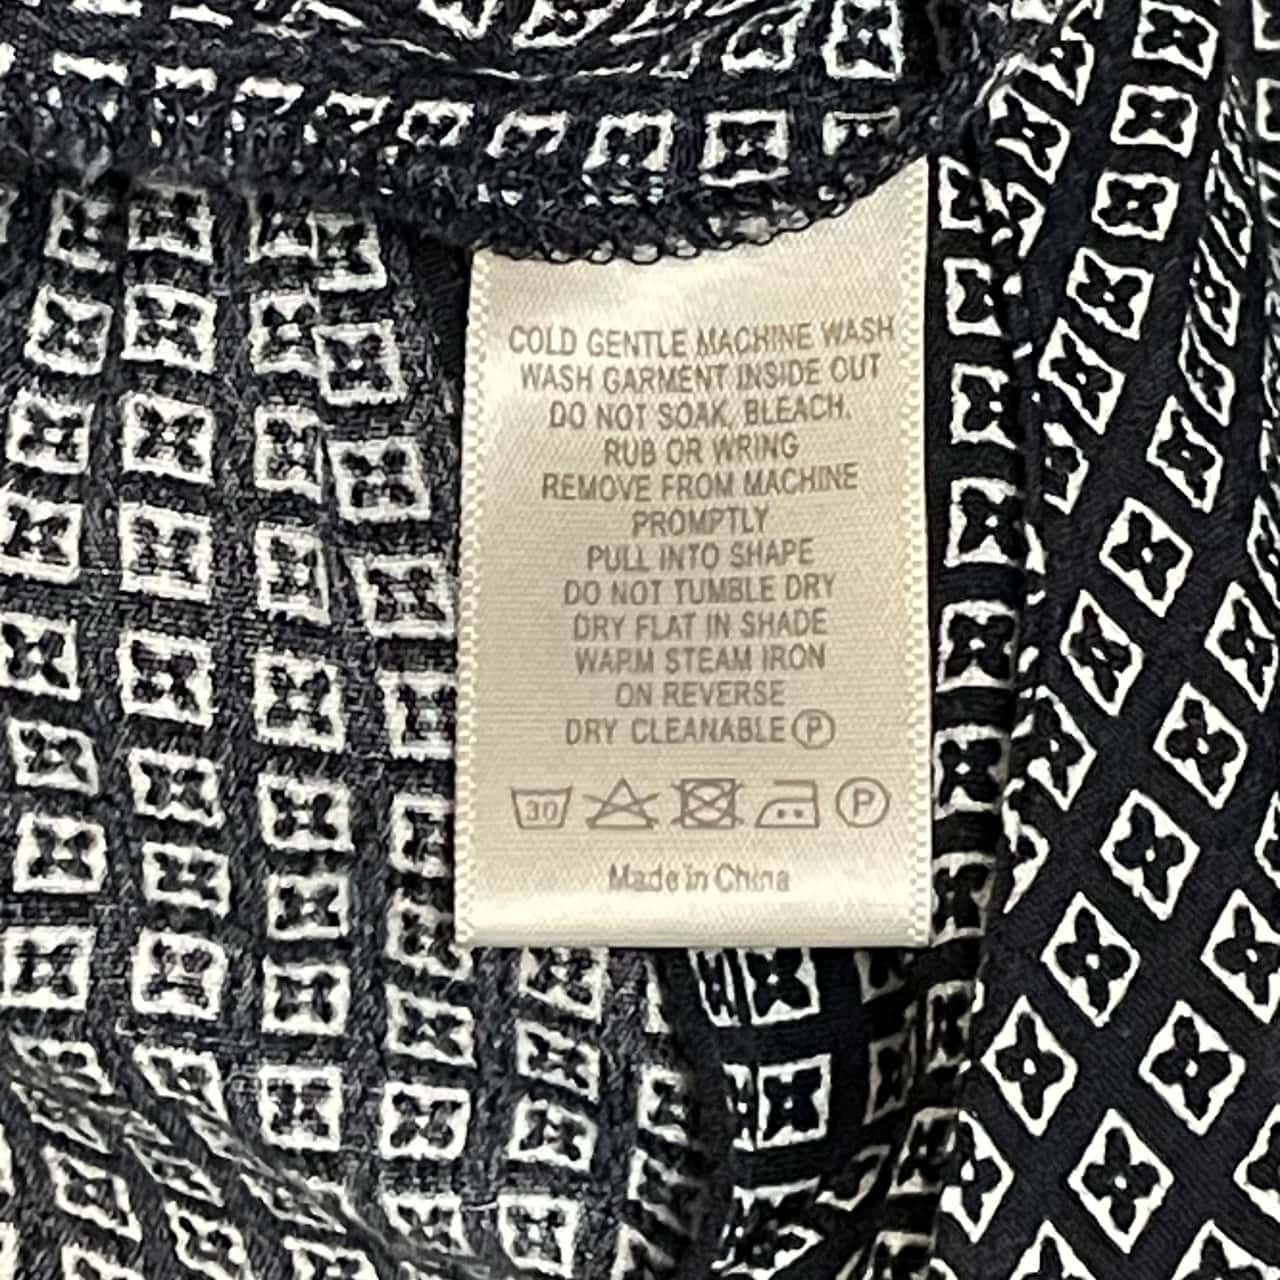 COLD GENTLE MACHINE WASH
WASH GARMENT INSIDE OUT
DO NOT SOAK, BLEACH.
RUB OR WRING
REMOVE FROM MACHINE
PROMPTLY
PULL INTO SHAPE
DO NOT TUMBLE DRY
DRY FLAT IN SHADE
WARM STEAM IRON
ON REVERSE
DRY CLEANABLE Ⓟ
30 Ⓟ
Made in China